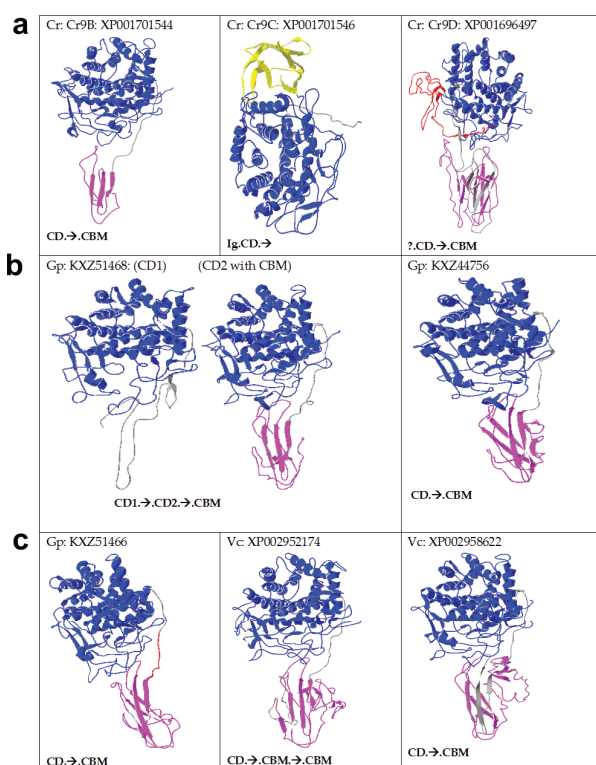 a
Cr: Cr9B: XP001701544
CD.→.CBM
Cr: Cr9C: XP001701546
Ig.CD.→
Cr: Cr9D: XP001696497
?.CD.→.CBM
b
Gp: KXZ51468: (CD1) (CD2 with CBM)
CD1.→.CD2.→.CBM
Gp: KXZ44756
CD.→.CBM
c
Gp: KXZ51466
CD.→.CBM
Vc: XP002952174
CD.→.CBM.→.CBM
Vc: XP002958622
CD.→.CBM